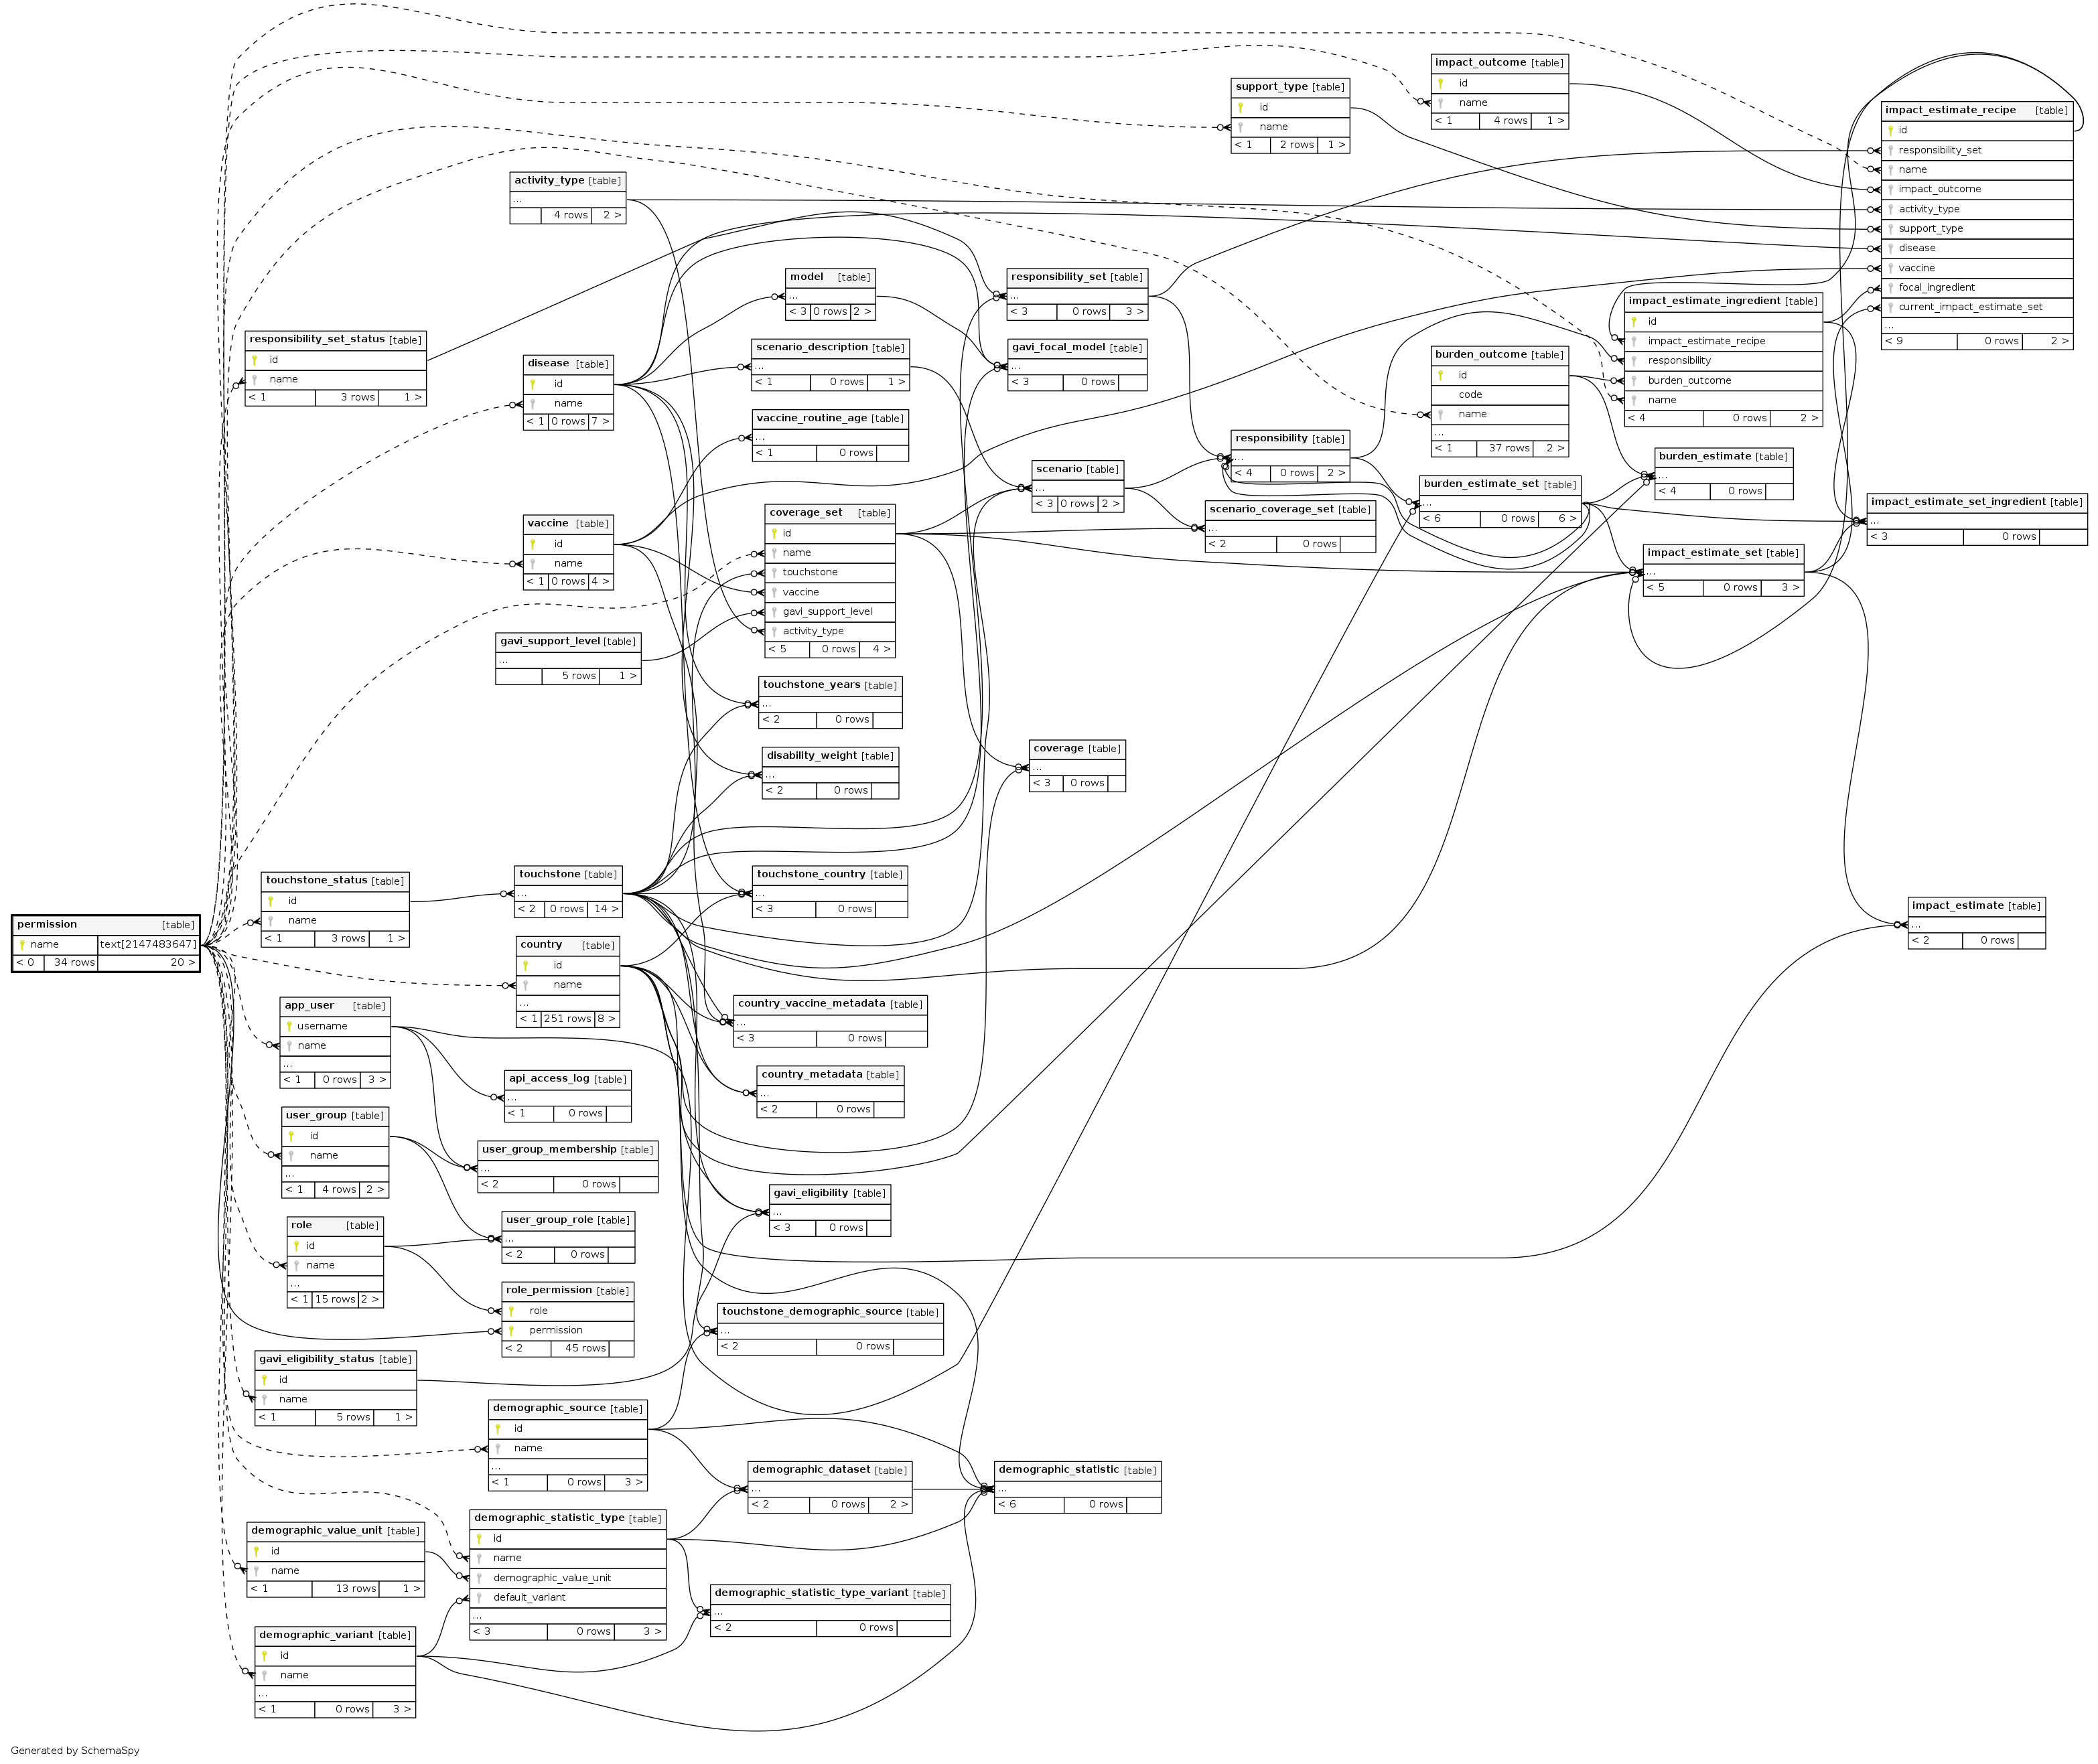 impact_outcome [table]
id
name
< 1 4 rows 1 >
support_type [table]
id
name
< 1 2 rows 1 >
impact_estimate_recipe [table]
id
responsibility_set
name
impact_outcome
activity_type
support_type
disease
vaccine
focal_ingredient
current_impact_estimate_set
...
< 9 0 rows 2 >
activity_type [table]
...
4 rows 2 >
model [table]
...
< 3 0 rows 2 >
responsibility_set [table]
...
< 3 0 rows 3 >
impact_estimate_ingredient [table]
id
impact_estimate_recipe
responsibility
burden_outcome
name
< 4 0 rows 2 >
responsibility_set_status [table]
id
name
< 1 3 rows 1 >
disease [table]
id
name
< 1 0 rows 7 >
scenario_description [table]
...
< 1 0 rows 1 >
gavi_focal_model [table]
...
< 3 0 rows
burden_outcome [table]
id
code
name
...
< 1 37 rows 2 >
vaccine_routine_age [table]
...
< 1 0 rows
responsibility [table]
...
< 4 0 rows 2 >
burden_estimate [table]
...
< 4 0 rows
scenario [table]
...
< 3 0 rows 2 >
burden_estimate_set [table]
...
< 6 0 rows 6 >
impact_estimate_set_ingredient [table]
...
< 3 0 rows
vaccine [table]
id
name
< 1 0 rows 4 >
coverage_set [table]
id
name
touchstone
vaccine
gavi_support_level
activity_type
< 5 0 rows 4 >
scenario_coverage_set [table]
...
< 2 0 rows
impact_estimate_set [table]
...
< 5 0 rows 3 >
gavi_support_level [table]
...
5 rows 1 >
touchstone_years [table]
...
< 2 0 rows
disability_weight [table]
...
< 2 0 rows
coverage [table]
...
< 3 0 rows
touchstone_status [table]
id
name
< 1 3 rows 1 >
touchstone [table]
...
< 2 0 rows 14 >
touchstone_country [table]
...
< 3 0 rows
impact_estimate [table]
...
< 2 0 rows
permission [table]
name text[2147483647]
< 0 34 rows 20 >
country [table]
id
name
...
< 1 251 rows 8 >
app_user [table]
username
name
...
< 1 0 rows 3 >
country_vaccine_metadata [table]
...
< 3 0 rows
api_access_log [table]
...
< 1 0 rows
country_metadata [table]
...
< 2 0 rows
user_group [table]
id
name
...
< 1 4 rows 2 >
user_group_membership [table]
...
< 2 0 rows
gavi_eligibility [table]
...
< 3 0 rows
role [table]
id
name
...
< 1 15 rows 2 >
user_group_role [table]
...
< 2 0 rows
role_permission [table]
role
permission
< 2 45 rows
touchstone_demographic_source [table]
...
< 2 0 rows
gavi_eligibility_status [table]
id
name
< 1 5 rows 1 >
demographic_source [table]
id
name
...
< 1 0 rows 3 >
demographic_dataset [table]
...
< 2 0 rows 2 >
demographic_statistic [table]
...
< 6 0 rows
demographic_value_unit [table]
id
name
< 1 13 rows 1 >
demographic_statistic_type [table]
id
name
demographic_value_unit
default_variant
...
< 3 0 rows 3 >
demographic_statistic_type_variant [table]
...
< 2 0 rows
demographic_variant [table]
id
name
...
< 1 0 rows 3 >
Generated by SchemaSpy